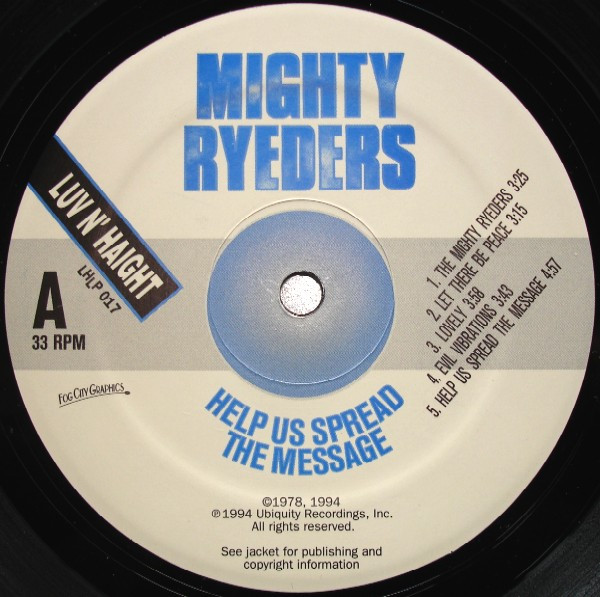 MIGHTY
RYEDERS
LUV N' HAIGHT
LHLP 017
A
33 RPM
FOG CITY GRAPHICS
1. THE MIGHTY RYEDERS 3:25
2. LET THERE BE PEACE 3:15
3. LOVELY 3:58
4. EVIL VIBRATIONS 3:43
5. HELP US SPREAD THE MESSAGE 4:57
HELP US SPREAD
THE MESSAGE
©1978, 1994
℗1994 Ubiquity Recordings, Inc.
All rights reserved.
See jacket for publishing and
copyright information